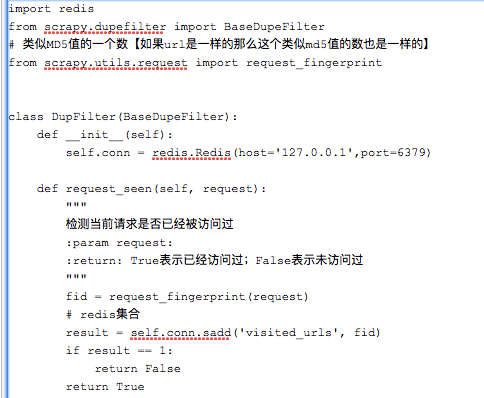 import redis
from scrapy.dupefilter import BaseDupeFilter
# 类似MD5值的一个数【如果url是一样的那么这个类似md5值的数也是一样的】
from scrapy.utils.request import request_fingerprint
class DupFilter(BaseDupeFilter):
    def __init__(self):
        self.conn = redis.Redis(host='127.0.0.1',port=6379)
    def request_seen(self, request):
        """
        检测当前请求是否已经被访问过
        :param request:
        :return: True表示已经访问过；False表示未访问过
        """
        fid = request_fingerprint(request)
        # redis集合
        result = self.conn.sadd('visited_urls', fid)
        if result == 1:
            return False
        return True